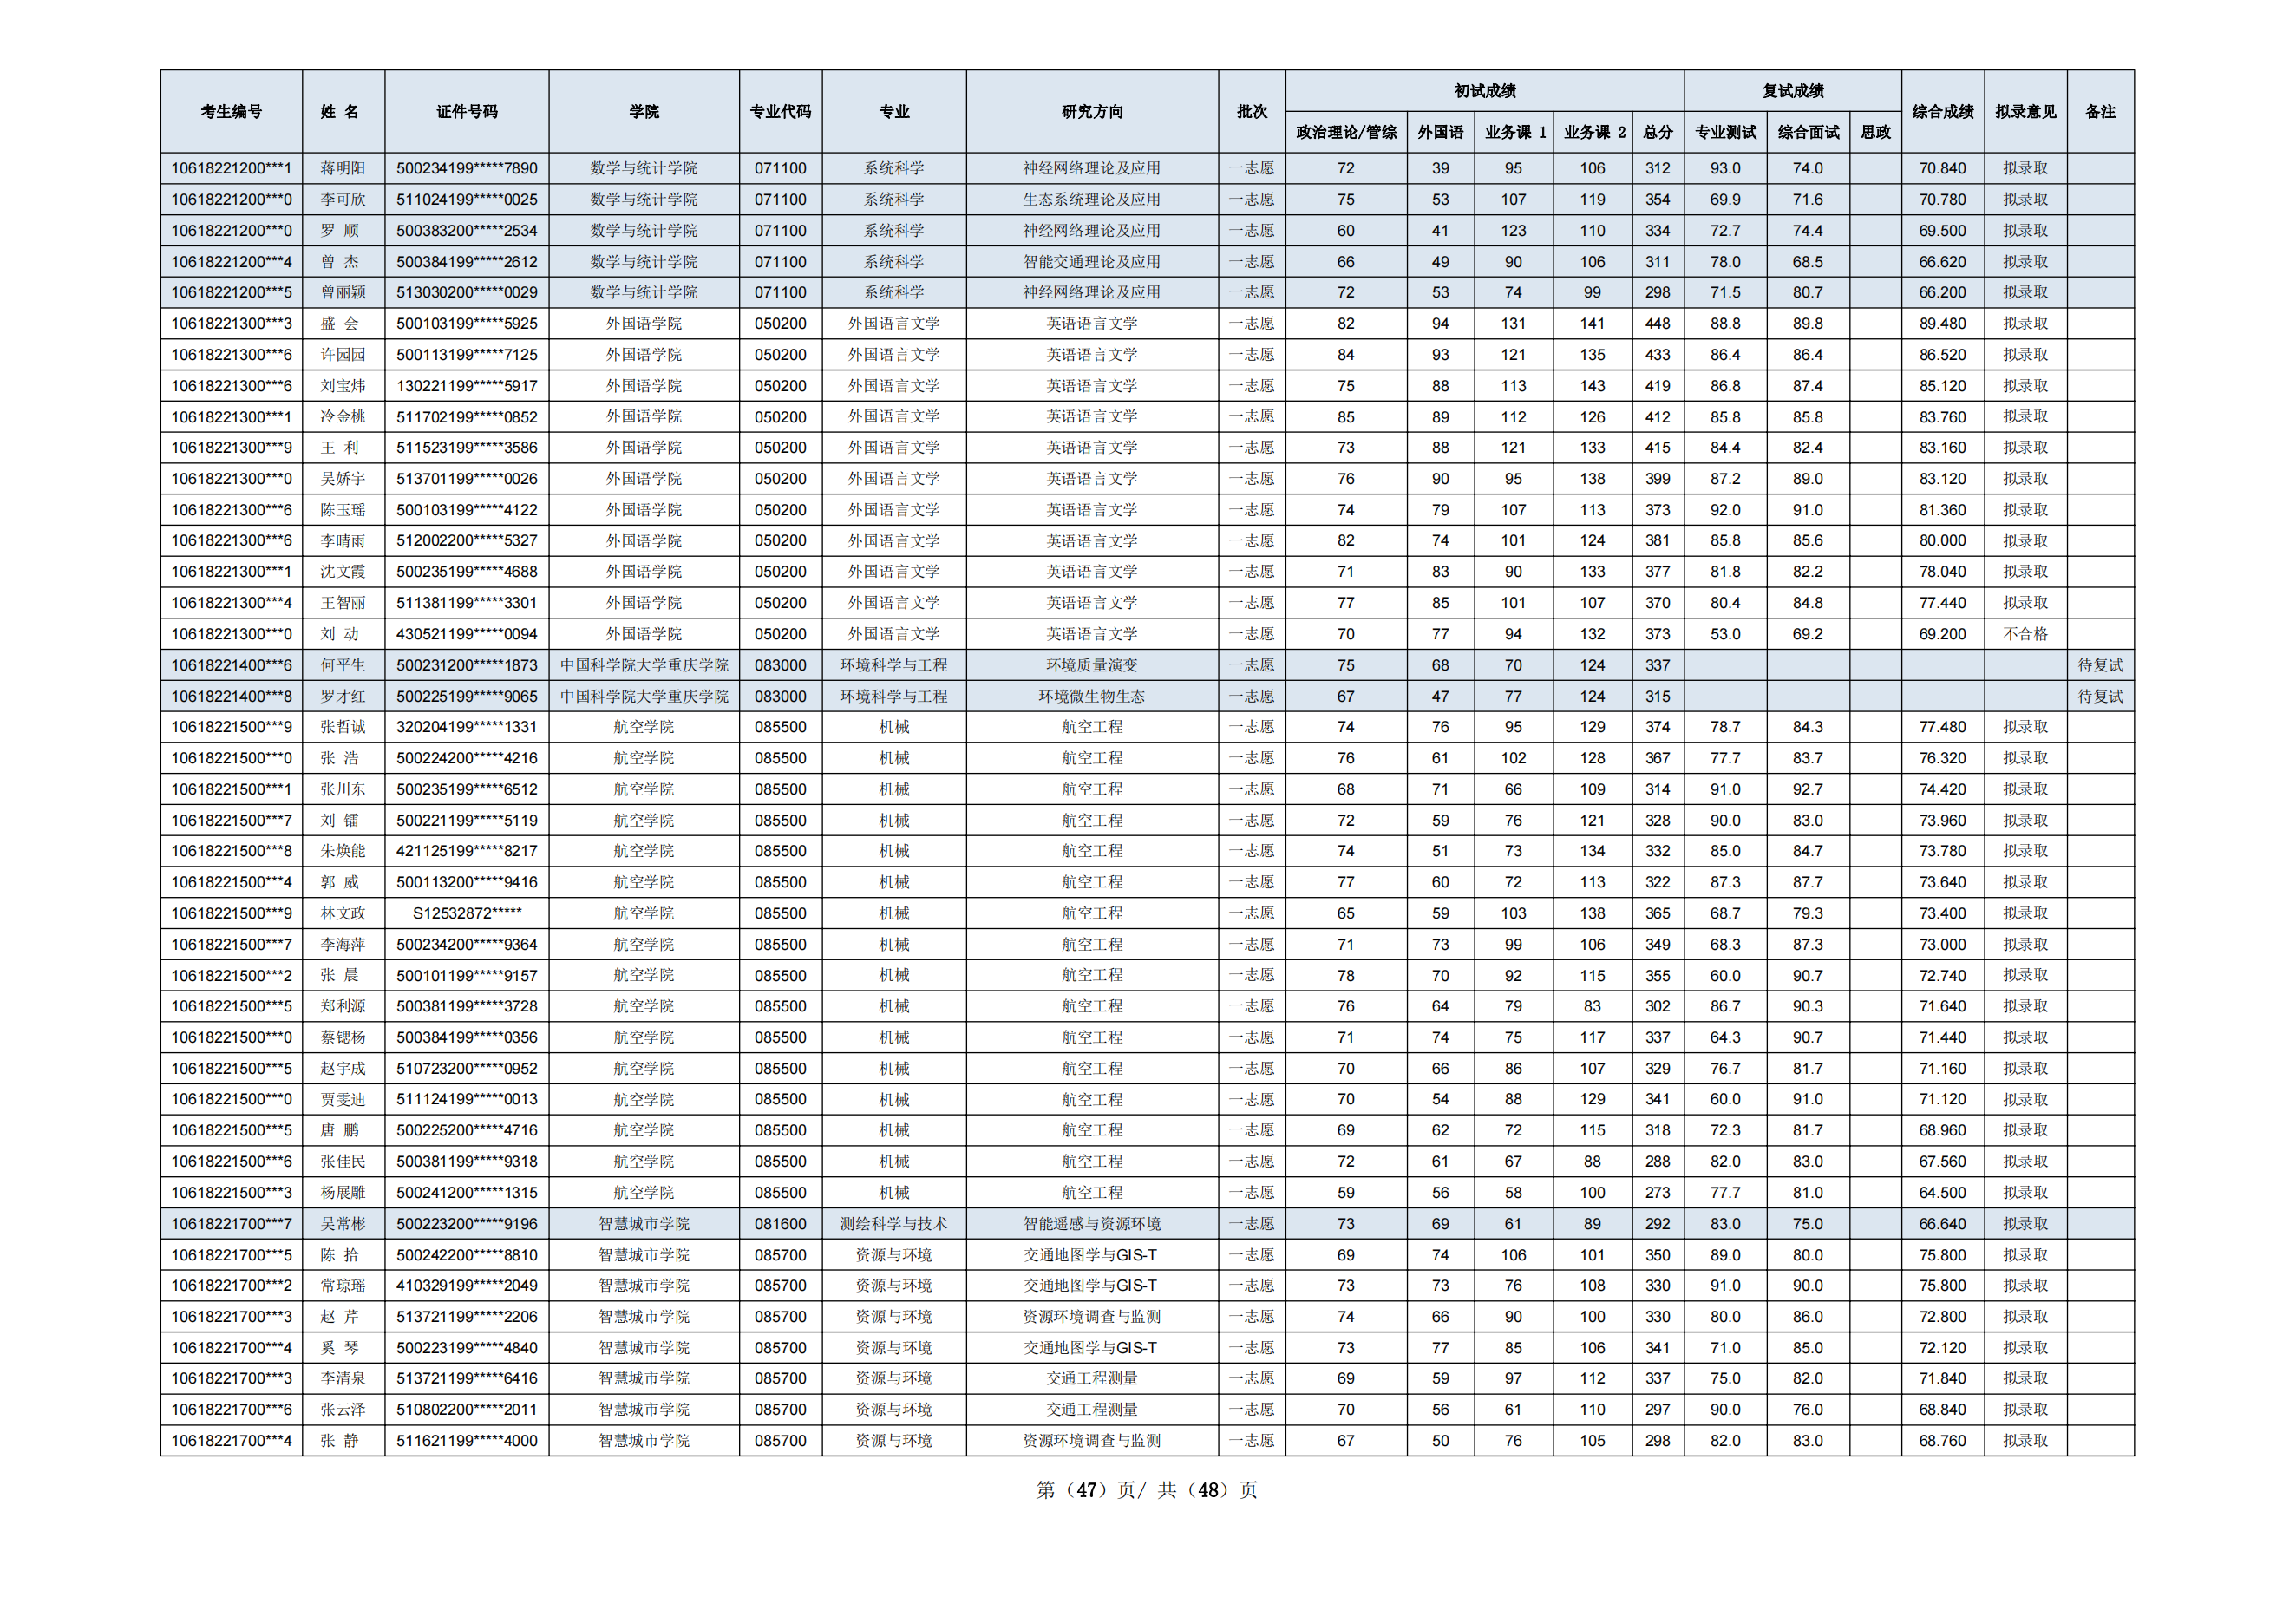 考生编号 姓 名 证件号码 学院 专业代码 专业 研究方向 批次 初试成绩 复试成绩 综合成绩 拟录意见 备注
政治理论/管综 外国语 业务课 1 业务课 2 总分 专业测试 综合面试 思政
10618221200***1 蒋明阳 500234199*****7890 数学与统计学院 071100 系统科学 神经网络理论及应用 一志愿 72 39 95 106 312 93.0 74.0 70.840 拟录取
10618221200***0 李可欣 511024199*****0025 数学与统计学院 071100 系统科学 生态系统理论及应用 一志愿 75 53 107 119 354 69.9 71.6 70.780 拟录取
10618221200***0 罗 顺 500383200*****2534 数学与统计学院 071100 系统科学 神经网络理论及应用 一志愿 60 41 123 110 334 72.7 74.4 69.500 拟录取
10618221200***4 曾 杰 500384199*****2612 数学与统计学院 071100 系统科学 智能交通理论及应用 一志愿 66 49 90 106 311 78.0 68.5 66.620 拟录取
10618221200***5 曾丽颖 513030200*****0029 数学与统计学院 071100 系统科学 神经网络理论及应用 一志愿 72 53 74 99 298 71.5 80.7 66.200 拟录取
10618221300***3 盛 会 500103199*****5925 外国语学院 050200 外国语言文学 英语语言文学 一志愿 82 94 131 141 448 88.8 89.8 89.480 拟录取
10618221300***6 许园园 500113199*****7125 外国语学院 050200 外国语言文学 英语语言文学 一志愿 84 93 121 135 433 86.4 86.4 86.520 拟录取
10618221300***6 刘宝炜 130221199*****5917 外国语学院 050200 外国语言文学 英语语言文学 一志愿 75 88 113 143 419 86.8 87.4 85.120 拟录取
10618221300***1 冷金桃 511702199*****0852 外国语学院 050200 外国语言文学 英语语言文学 一志愿 85 89 112 126 412 85.8 85.8 83.760 拟录取
10618221300***9 王 利 511523199*****3586 外国语学院 050200 外国语言文学 英语语言文学 一志愿 73 88 121 133 415 84.4 82.4 83.160 拟录取
10618221300***0 吴娇宇 513701199*****0026 外国语学院 050200 外国语言文学 英语语言文学 一志愿 76 90 95 138 399 87.2 89.0 83.120 拟录取
10618221300***6 陈玉瑶 500103199*****4122 外国语学院 050200 外国语言文学 英语语言文学 一志愿 74 79 107 113 373 92.0 91.0 81.360 拟录取
10618221300***6 李晴雨 512002200*****5327 外国语学院 050200 外国语言文学 英语语言文学 一志愿 82 74 101 124 381 85.8 85.6 80.000 拟录取
10618221300***1 沈文霞 500235199*****4688 外国语学院 050200 外国语言文学 英语语言文学 一志愿 71 83 90 133 377 81.8 82.2 78.040 拟录取
10618221300***4 王智丽 511381199*****3301 外国语学院 050200 外国语言文学 英语语言文学 一志愿 77 85 101 107 370 80.4 84.8 77.440 拟录取
10618221300***0 刘 动 430521199*****0094 外国语学院 050200 外国语言文学 英语语言文学 一志愿 70 77 94 132 373 53.0 69.2 69.200 不合格
10618221400***6 何平生 500231200*****1873 中国科学院大学重庆学院 083000 环境科学与工程 环境质量演变 一志愿 75 68 70 124 337 待复试
10618221400***8 罗才红 500225199*****9065 中国科学院大学重庆学院 083000 环境科学与工程 环境微生物生态 一志愿 67 47 77 124 315 待复试
10618221500***9 张哲诚 320204199*****1331 航空学院 085500 机械 航空工程 一志愿 74 76 95 129 374 78.7 84.3 77.480 拟录取
10618221500***0 张 浩 500224200*****4216 航空学院 085500 机械 航空工程 一志愿 76 61 102 128 367 77.7 83.7 76.320 拟录取
10618221500***1 张川东 500235199*****6512 航空学院 085500 机械 航空工程 一志愿 68 71 66 109 314 91.0 92.7 74.420 拟录取
10618221500***7 刘 镭 500221199*****5119 航空学院 085500 机械 航空工程 一志愿 72 59 76 121 328 90.0 83.0 73.960 拟录取
10618221500***8 朱焕能 421125199*****8217 航空学院 085500 机械 航空工程 一志愿 74 51 73 134 332 85.0 84.7 73.780 拟录取
10618221500***4 郭 威 500113200*****9416 航空学院 085500 机械 航空工程 一志愿 77 60 72 113 322 87.3 87.7 73.640 拟录取
10618221500***9 林文政 S12532872***** 航空学院 085500 机械 航空工程 一志愿 65 59 103 138 365 68.7 79.3 73.400 拟录取
10618221500***7 李海萍 500234200*****9364 航空学院 085500 机械 航空工程 一志愿 71 73 99 106 349 68.3 87.3 73.000 拟录取
10618221500***2 张 晨 500101199*****9157 航空学院 085500 机械 航空工程 一志愿 78 70 92 115 355 60.0 90.7 72.740 拟录取
10618221500***5 郑利源 500381199*****3728 航空学院 085500 机械 航空工程 一志愿 76 64 79 83 302 86.7 90.3 71.640 拟录取
10618221500***0 蔡锶杨 500384199*****0356 航空学院 085500 机械 航空工程 一志愿 71 74 75 117 337 64.3 90.7 71.440 拟录取
10618221500***5 赵宇成 510723200*****0952 航空学院 085500 机械 航空工程 一志愿 70 66 86 107 329 76.7 81.7 71.160 拟录取
10618221500***0 贾雯迪 511124199*****0013 航空学院 085500 机械 航空工程 一志愿 70 54 88 129 341 60.0 91.0 71.120 拟录取
10618221500***5 唐 鹏 500225200*****4716 航空学院 085500 机械 航空工程 一志愿 69 62 72 115 318 72.3 81.7 68.960 拟录取
10618221500***6 张佳民 500381199*****9318 航空学院 085500 机械 航空工程 一志愿 72 61 67 88 288 82.0 83.0 67.560 拟录取
10618221500***3 杨展雕 500241200*****1315 航空学院 085500 机械 航空工程 一志愿 59 56 58 100 273 77.7 81.0 64.500 拟录取
10618221700***7 吴常彬 500223200*****9196 智慧城市学院 081600 测绘科学与技术 智能遥感与资源环境 一志愿 73 69 61 89 292 83.0 75.0 66.640 拟录取
10618221700***5 陈 拾 500242200*****8810 智慧城市学院 085700 资源与环境 交通地图学与GIS-T 一志愿 69 74 106 101 350 89.0 80.0 75.800 拟录取
10618221700***2 常琼瑶 410329199*****2049 智慧城市学院 085700 资源与环境 交通地图学与GIS-T 一志愿 73 73 76 108 330 91.0 90.0 75.800 拟录取
10618221700***3 赵 芹 513721199*****2206 智慧城市学院 085700 资源与环境 资源环境调查与监测 一志愿 74 66 90 100 330 80.0 86.0 72.800 拟录取
10618221700***4 奚 琴 500223199*****4840 智慧城市学院 085700 资源与环境 交通地图学与GIS-T 一志愿 73 77 85 106 341 71.0 85.0 72.120 拟录取
10618221700***3 李清泉 513721199*****6416 智慧城市学院 085700 资源与环境 交通工程测量 一志愿 69 59 97 112 337 75.0 82.0 71.840 拟录取
10618221700***6 张云泽 510802200*****2011 智慧城市学院 085700 资源与环境 交通工程测量 一志愿 70 56 61 110 297 90.0 76.0 68.840 拟录取
10618221700***4 张 静 511621199*****4000 智慧城市学院 085700 资源与环境 资源环境调查与监测 一志愿 67 50 76 105 298 82.0 83.0 68.760 拟录取
第（47）页/ 共（48）页